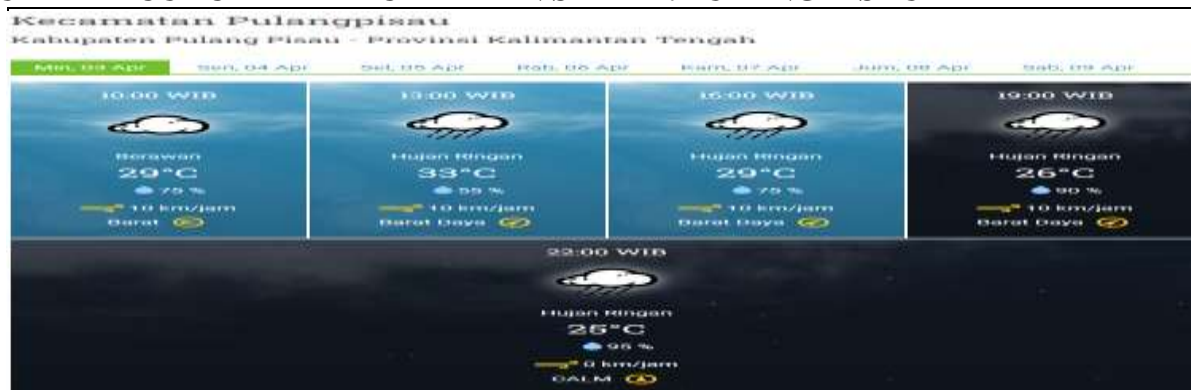 Kecamatan Pulangpisau
Kabupaten Pulang Pisau - Provinsi Kalimantan Tengah
Min, 03 Apr Sen, 04 Apr Sel, 05 Apr Rab, 06 Apr Kam, 07 Apr Jum, 08 Apr Sab, 09 Apr
10:00 WIB
Berawan
29°C
75 %
10 km/jam
Barat
13:00 WIB
Hujan Ringan
33°C
55 %
10 km/jam
Barat Daya
16:00 WIB
Hujan Ringan
29°C
75 %
10 km/jam
Barat Daya
19:00 WIB
Hujan Ringan
26°C
90 %
10 km/jam
Barat Daya
22:00 WIB
Hujan Ringan
25°C
95 %
0 km/jam
CALM